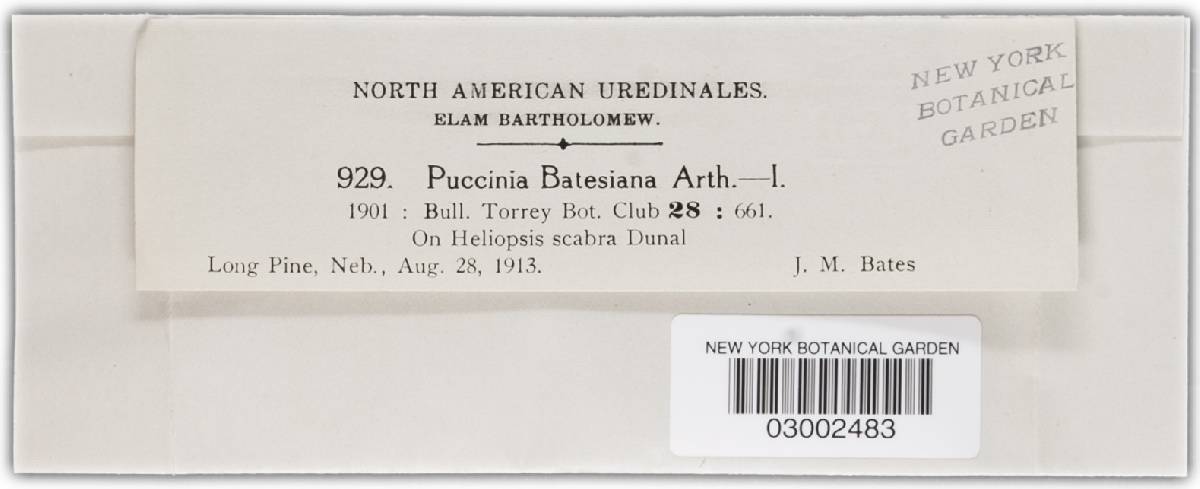 NORTH AMERICAN UREDINALES.
ELAM BARTHOLOMEW.
929. Puccinia Batesiana Arth.—I.
1901 : Bull. Torrey Bot. Club 28 : 661.
On Heliopsis scabra Dunal
Long Pine, Neb., Aug. 28, 1913. J. M. Bates
NEW YORK
BOTANICAL
GARDEN
NEW YORK BOTANICAL GARDEN
03002483